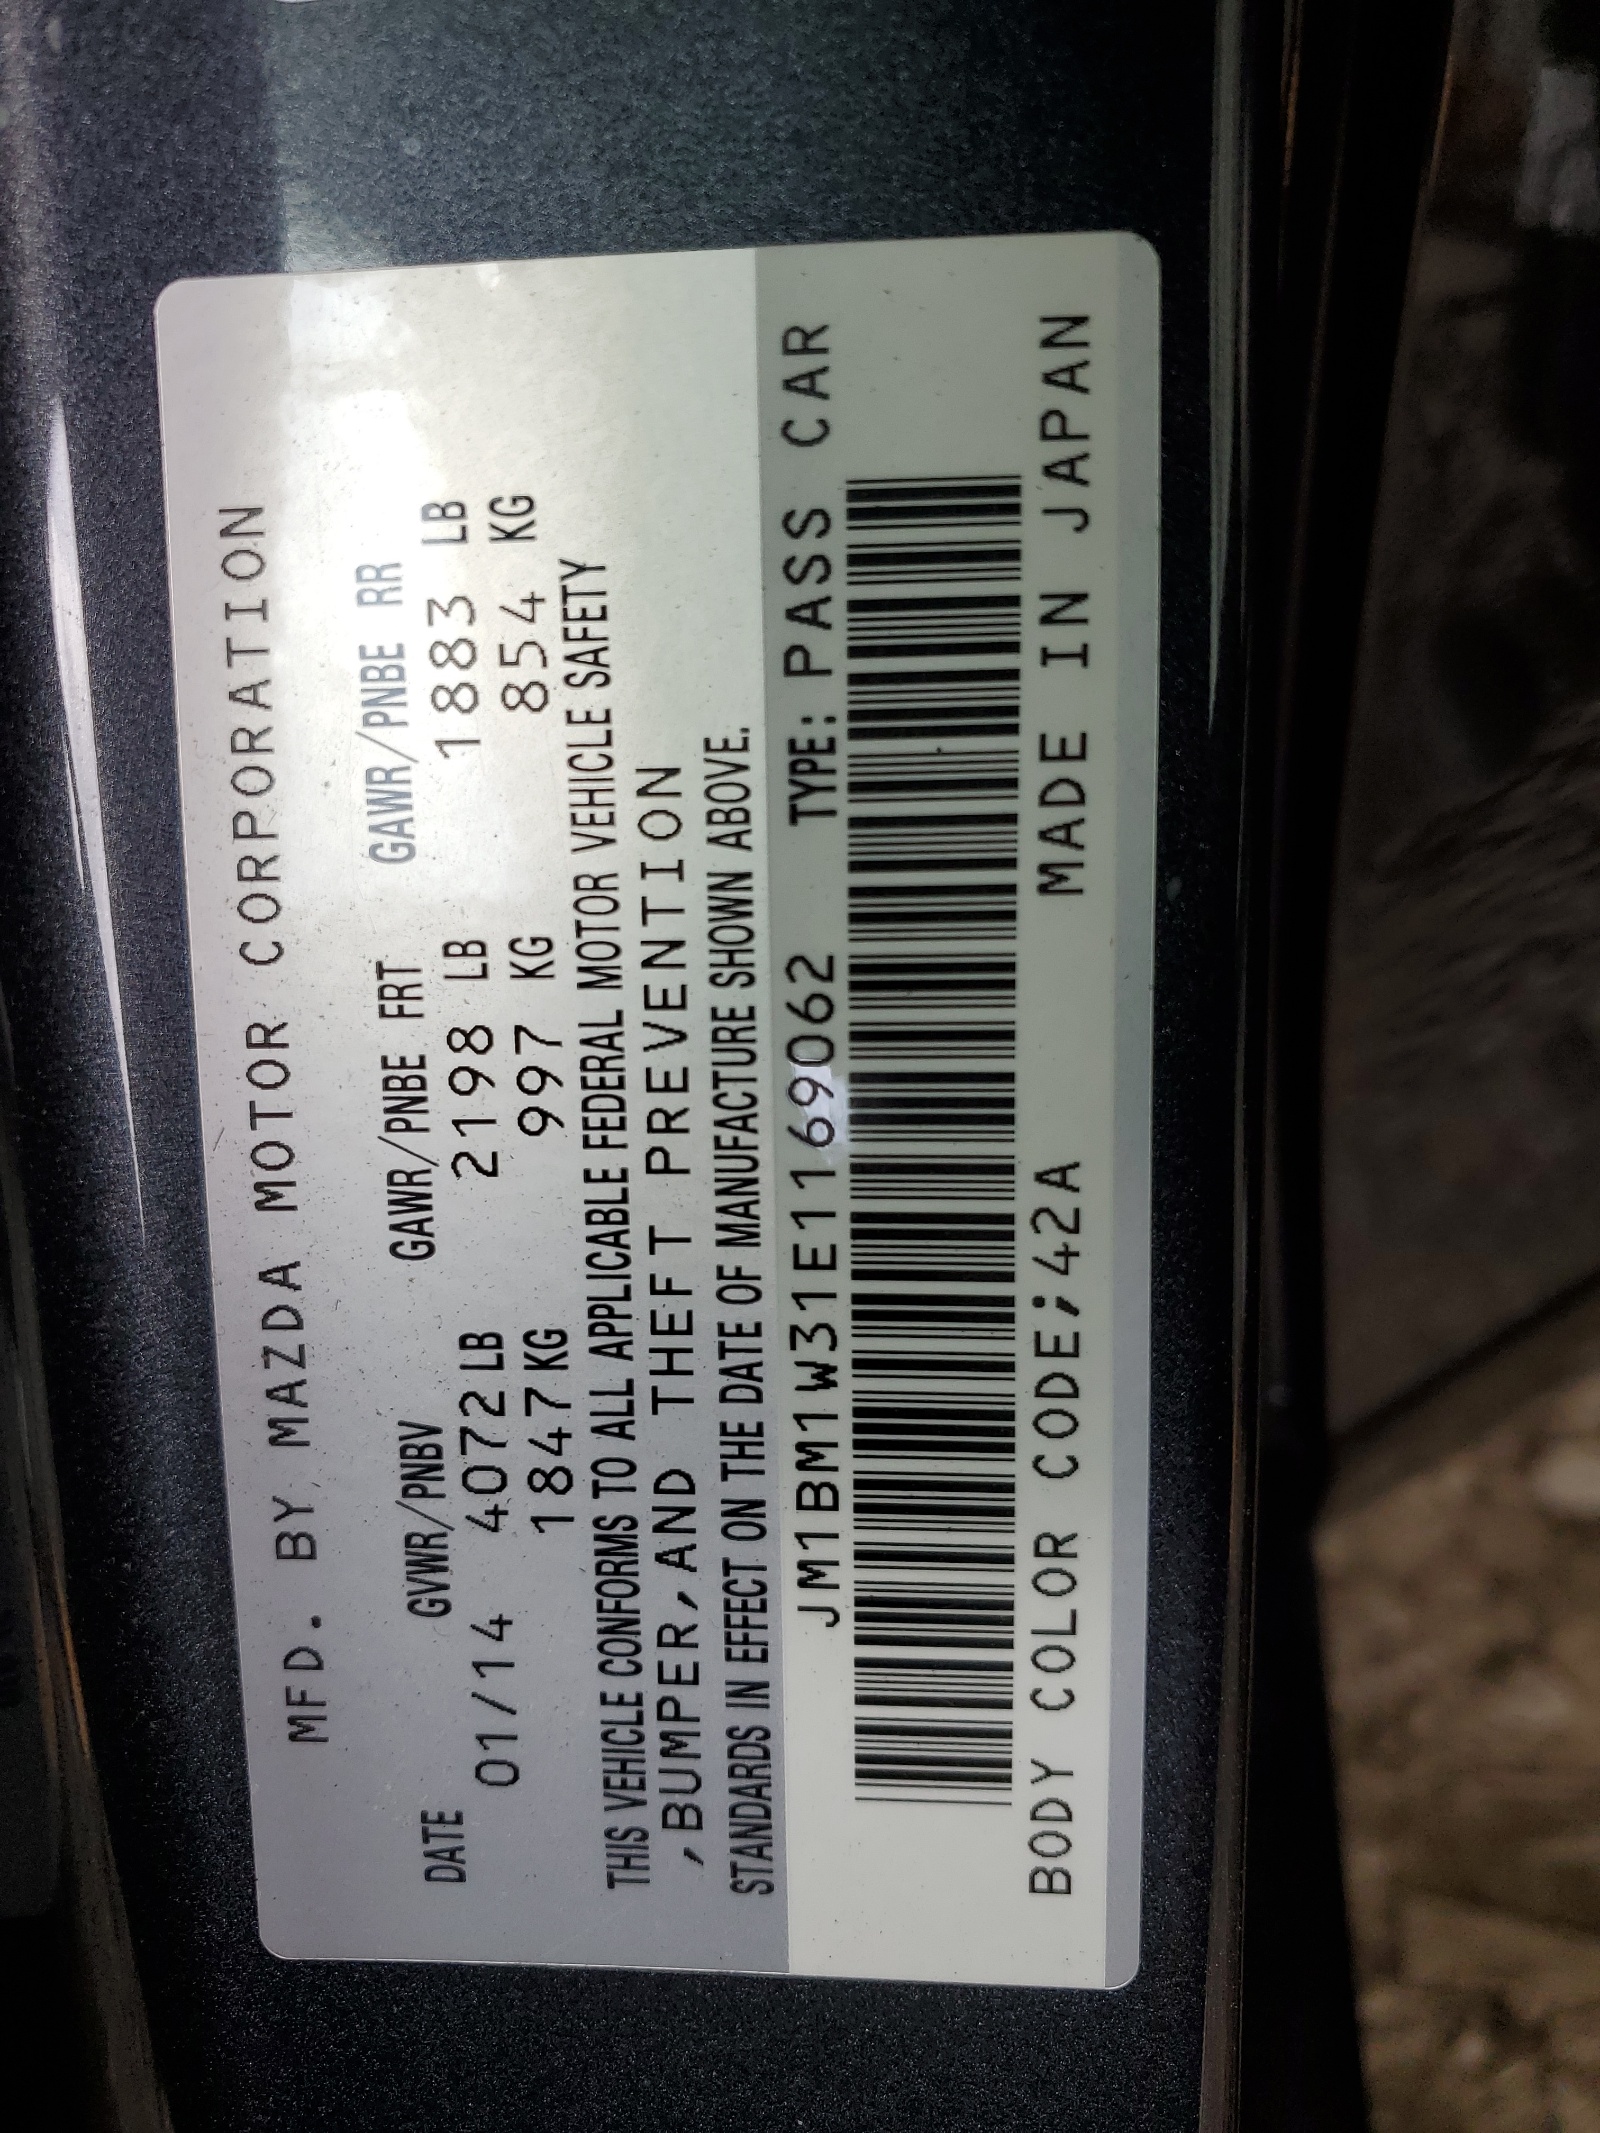 MFD. BY MAZDA MOTOR CORPORATION
DATE GVWR/PNBV GAWR/PNBE FRT GAWR/PNBE RR
01/14 4072 LB 2198 LB 1883 LB
1847 KG 997 KG 854 KG
THIS VEHICLE CONFORMS TO ALL APPLICABLE FEDERAL MOTOR VEHICLE SAFETY
,BUMPER, AND THEFT PREVENTION
STANDARDS IN EFFECT ON THE DATE OF MANUFACTURE SHOWN ABOVE.
JM1BM1W31E1169062 TYPE: PASS CAR
BODY COLOR CODE;42A MADE IN JAPAN